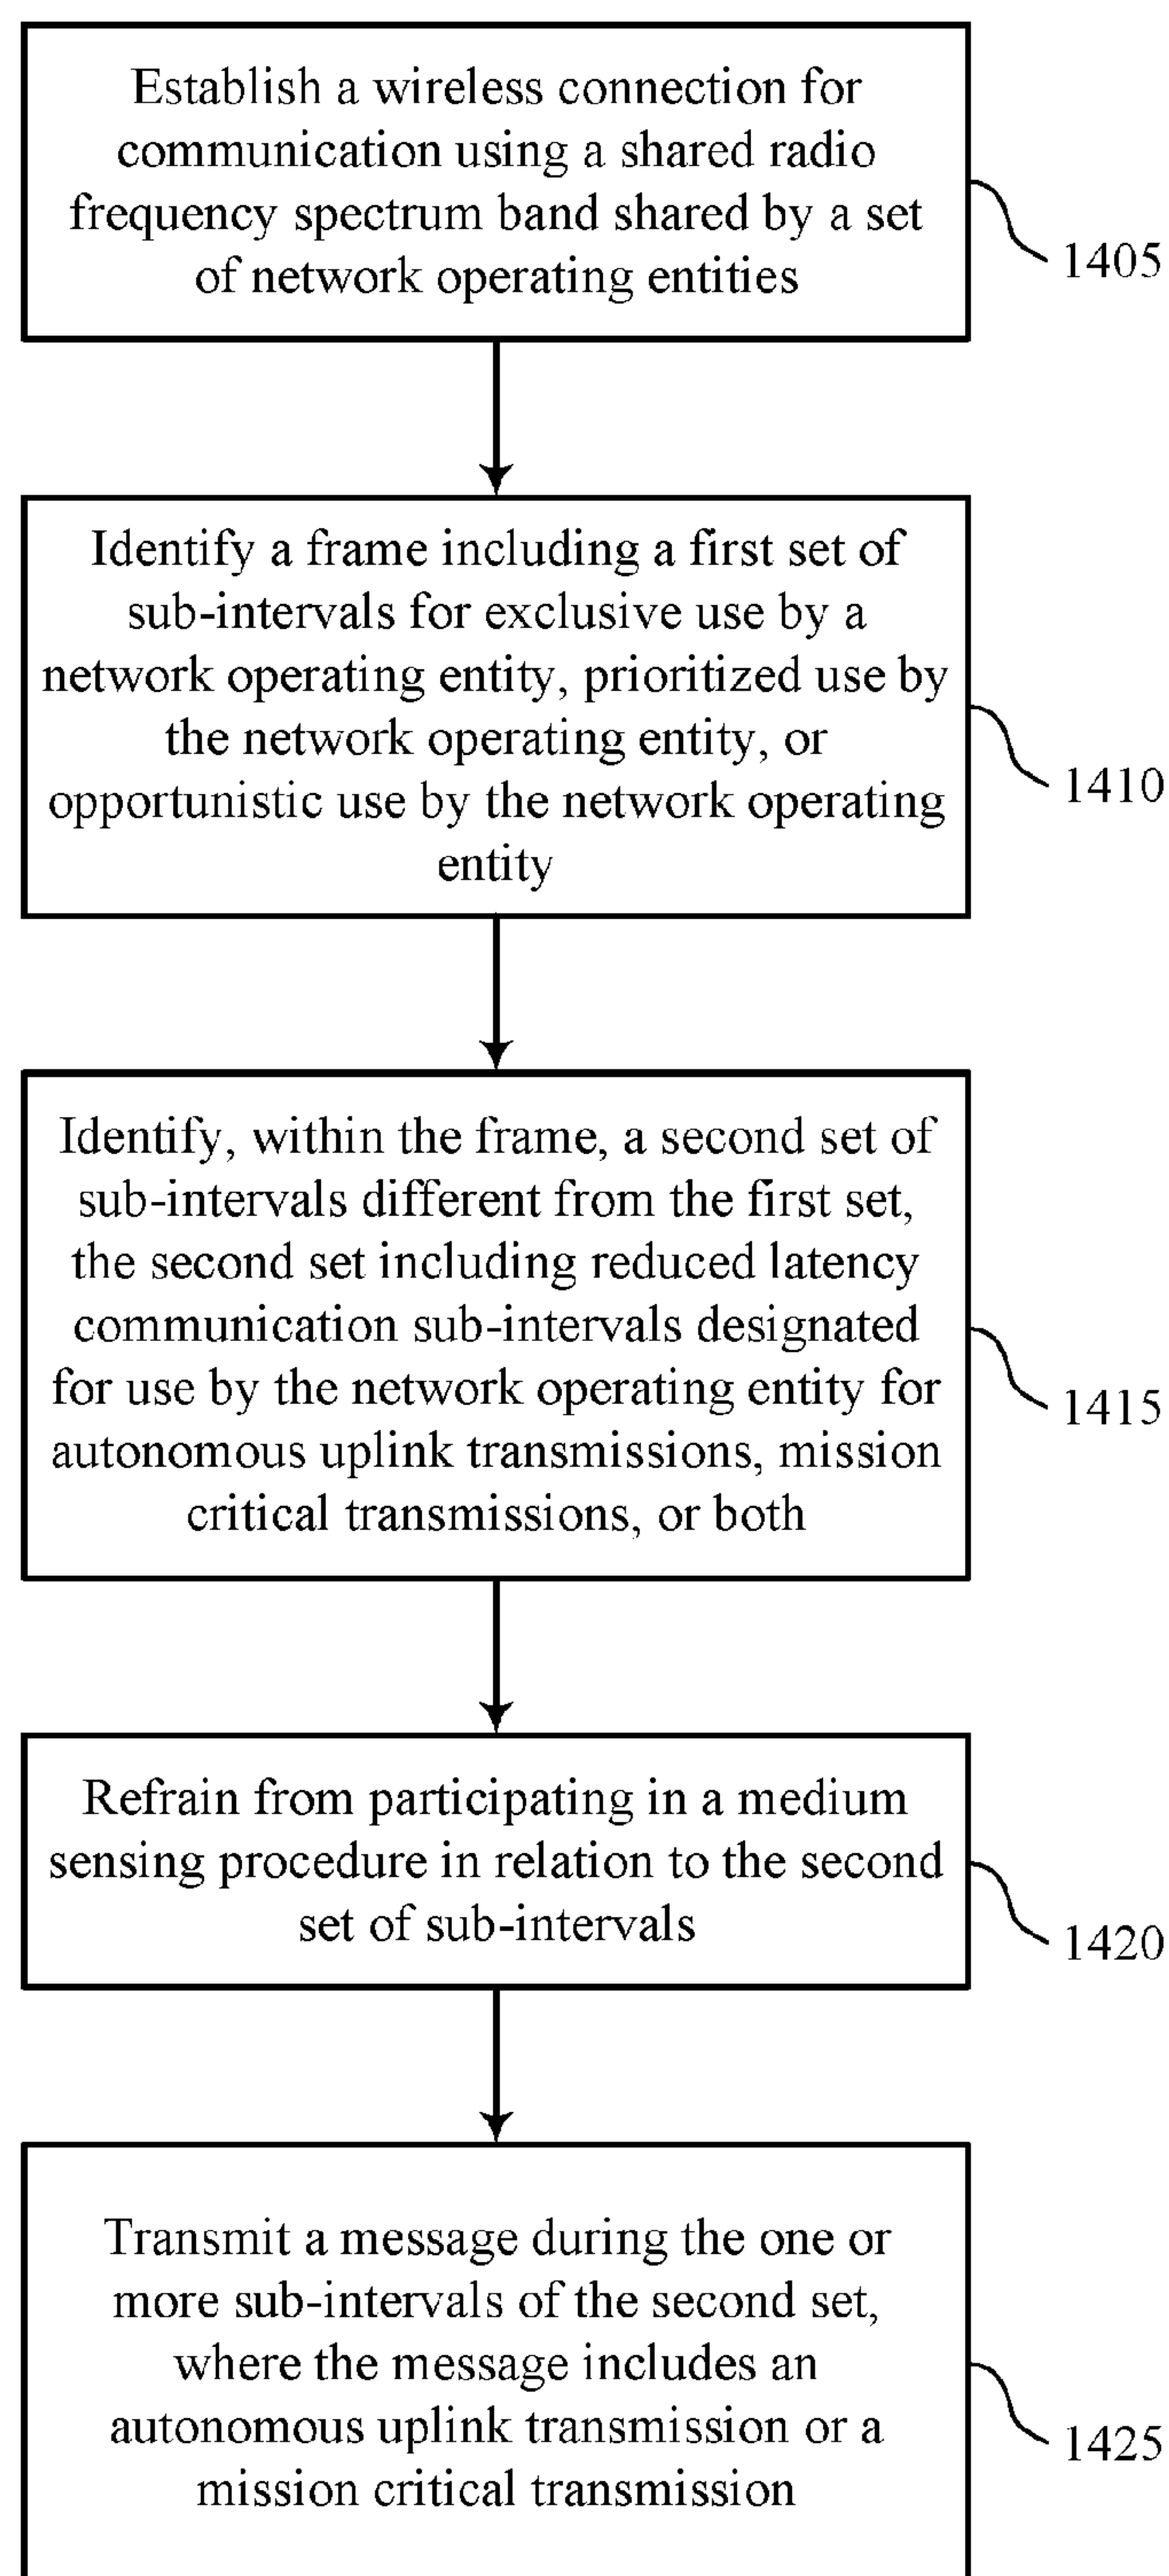 Establish a wireless connection for
communication using a shared radio
frequency spectrum band shared by a set
of network operating entities
1405
Identify a frame including a first set of
sub-intervals for exclusive use by a
network operating entity, prioritized use by
the network operating entity, or
opportunistic use by the network operating
entity
1410
Identify, within the frame, a second set of
sub-intervals different from the first set,
the second set including reduced latency
communication sub-intervals designated
for use by the network operating entity for
autonomous uplink transmissions, mission
critical transmissions, or both
1415
Refrain from participating in a medium
sensing procedure in relation to the second
set of sub-intervals
1420
Transmit a message during the one or
more sub-intervals of the second set,
where the message includes an
autonomous uplink transmission or a
mission critical transmission
1425